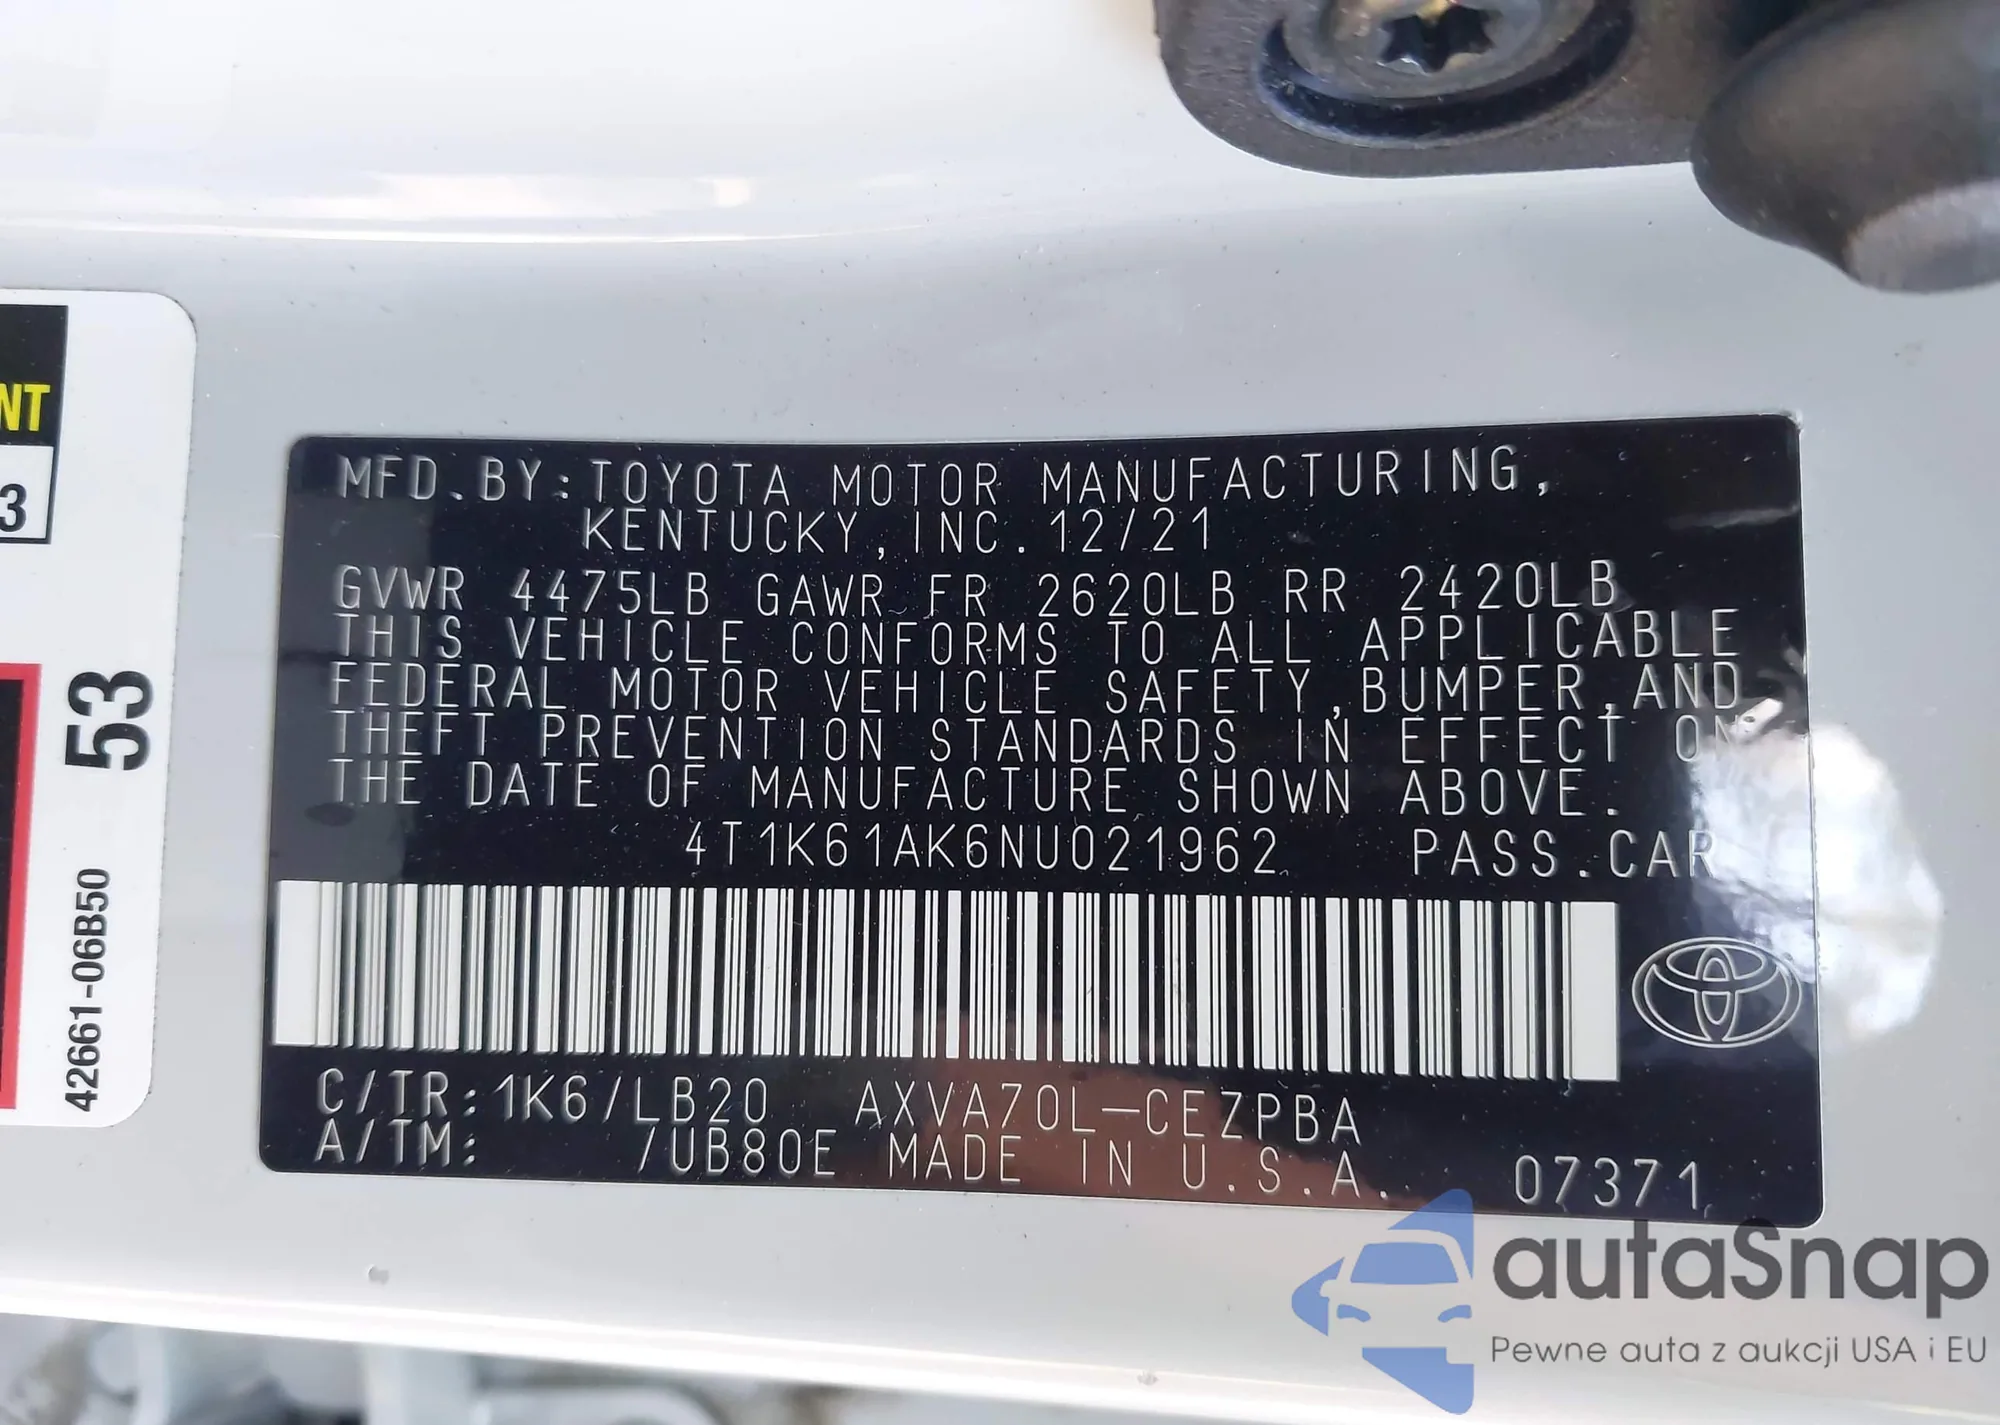 NT
3
53
42661-06B50
MFD.BY:TOYOTA MOTOR MANUFACTURING,
KENTUCKY,INC.12/21
GVWR 4475LB GAWR FR 2620LB RR 2420LB
THIS VEHICLE CONFORMS TO ALL APPLICABLE
FEDERAL MOTOR VEHICLE SAFETY,BUMPER,AND
THEFT PREVENTION STANDARDS IN EFFECT ON
THE DATE OF MANUFACTURE SHOWN ABOVE.
4T1K61AK6NU021962 PASS.CAR
C/TR:1K6/LB20 AXVA70L-CEZPBA
A/TM: /UB80E MADE IN U.S.A. 07371
autaSnap
Pewne auta z aukcji USA i EU